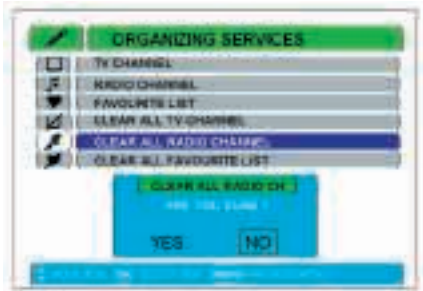 ORGANIZING SERVICES
TV CHANNEL
RADIO CHANNEL
FAVOURITE LIST
CLEAR ALL TV CHANNEL
CLEAR ALL RADIO CHANNEL
CLEAR ALL FAVOURITE LIST
CLEAR ALL RADIO CH
ARE YOU SURE ?
YES NO